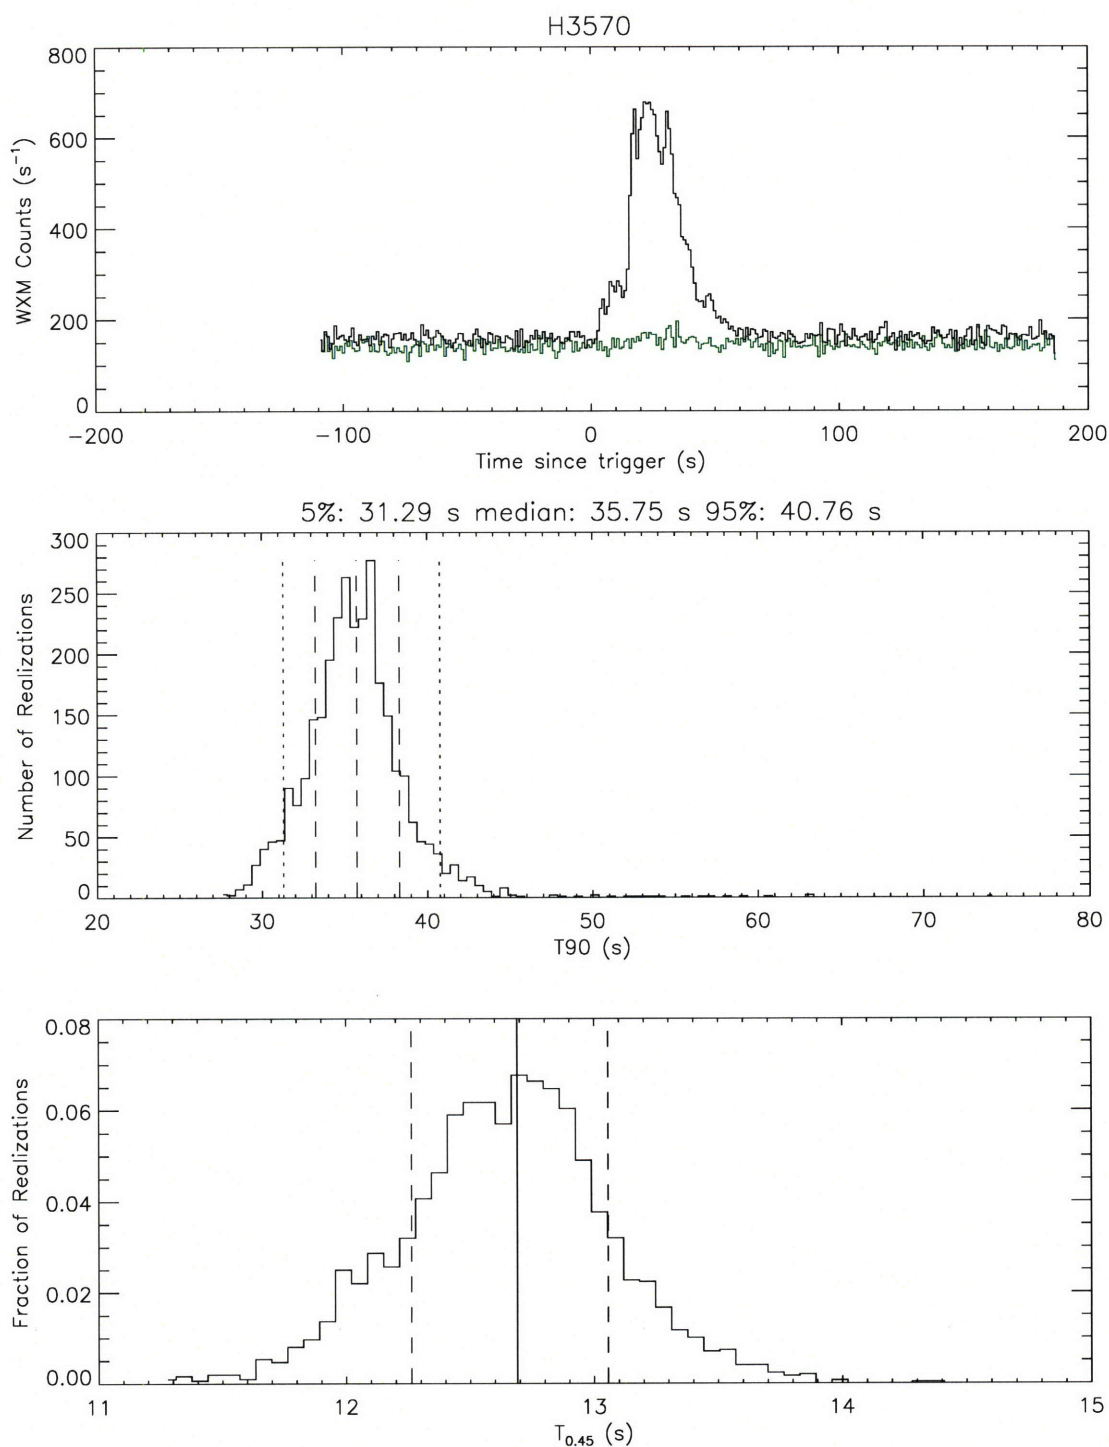 H3570
800
600
400
200
0
WXM Counts (s⁻¹)
−200 −100 0 100 200
Time since trigger (s)
5%: 31.29 s median: 35.75 s 95%: 40.76 s
300
250
200
150
100
50
0
Number of Realizations
20 30 40 50 60 70 80
T90 (s)
0.08
0.06
0.04
0.02
0.00
Fraction of Realizations
11 12 13 14 15
T₀.₄₅ (s)